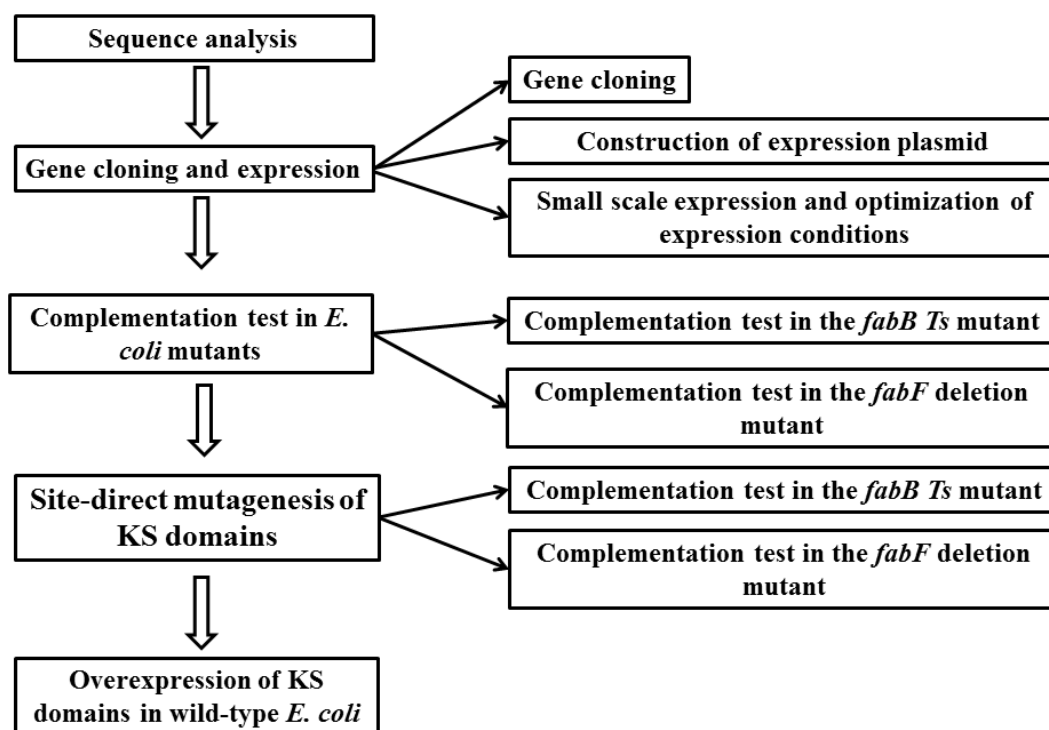 Sequence analysis
Gene cloning
Construction of expression plasmid
Gene cloning and expression
Small scale expression and optimization of
expression conditions
Complementation test in E.
coli mutants
Complementation test in the fabB Ts mutant
Complementation test in the fabF deletion
mutant
Site-direct mutagenesis of
KS domains
Complementation test in the fabB Ts mutant
Complementation test in the fabF deletion
mutant
Overexpression of KS
domains in wild-type E. coli